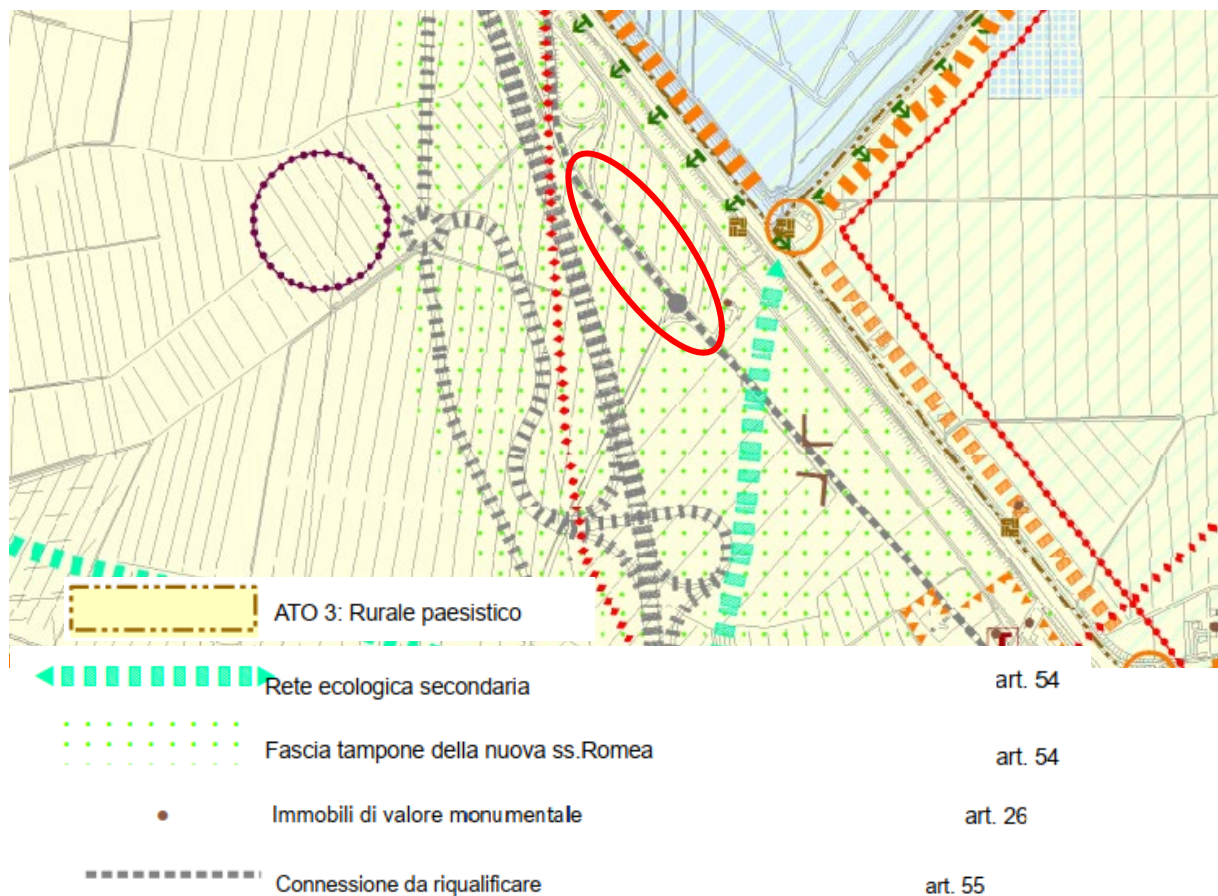 ATO 3: Rurale paesistico
Rete ecologica secondaria art. 54
Fascia tampone della nuova ss.Romea art. 54
Immobili di valore monumentale art. 26
Connessione da riqualificare art. 55